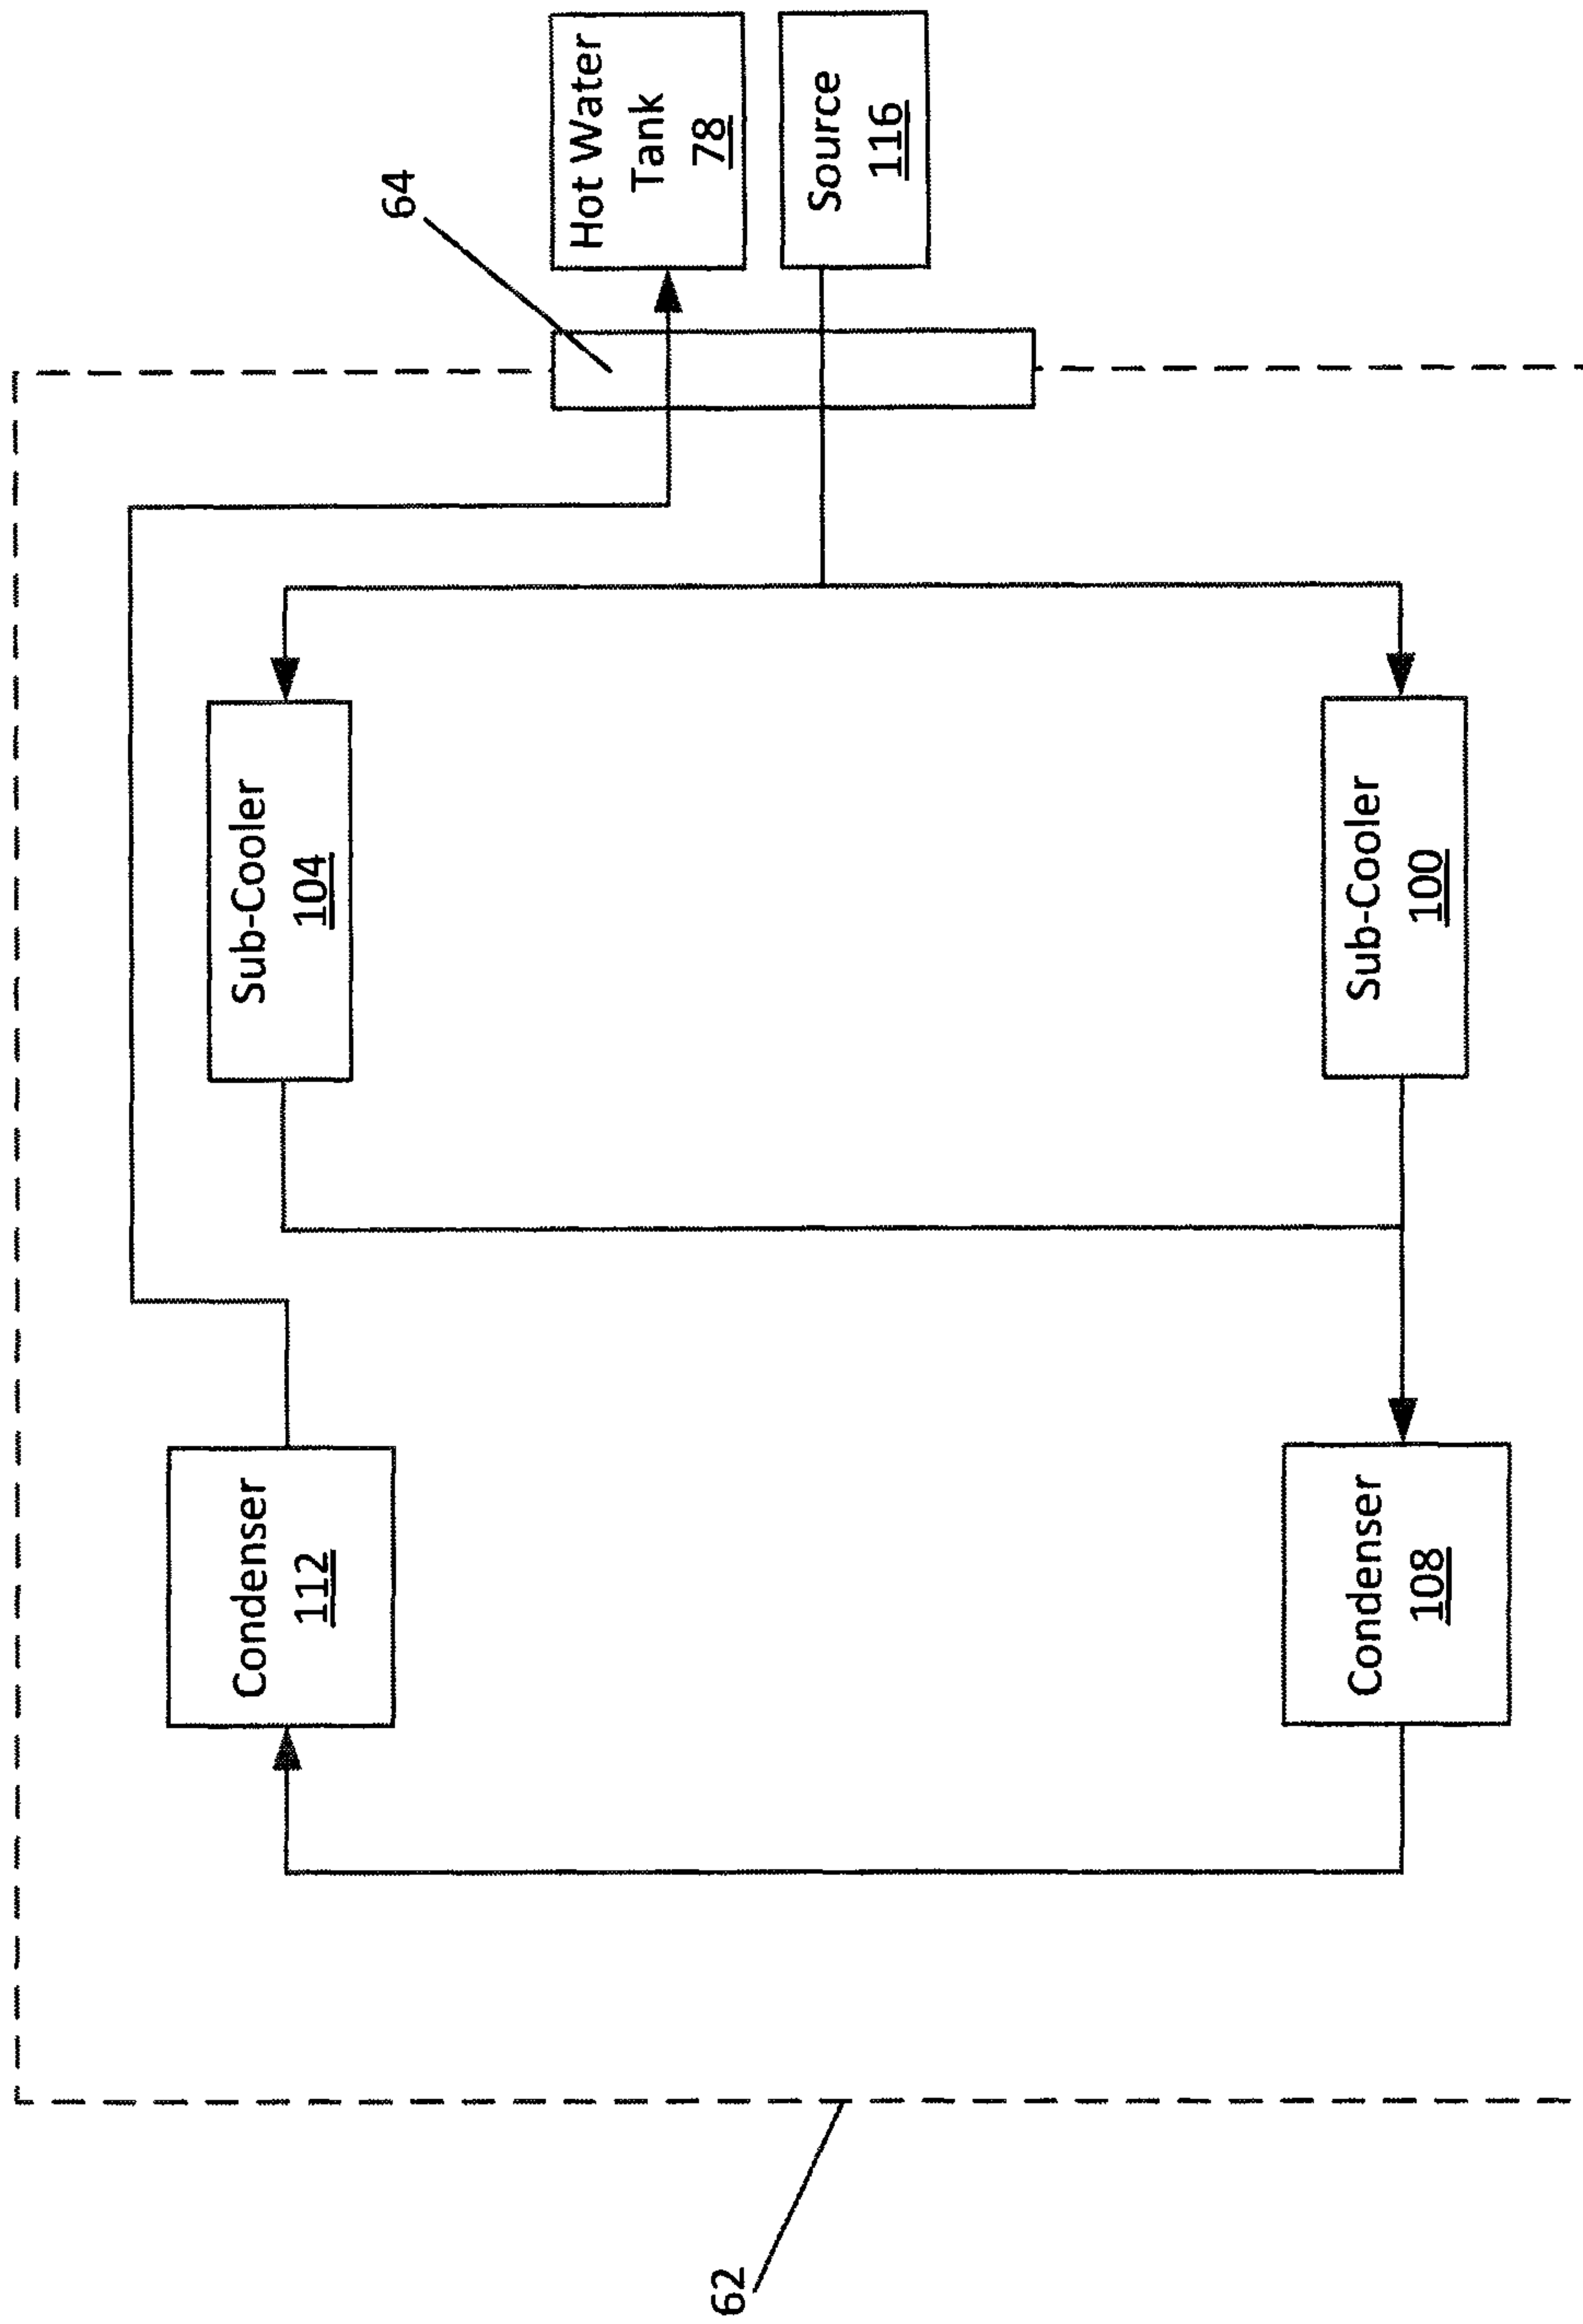 62
64
Condenser
112
Sub-Cooler
104
Hot Water
Tank
78
Source
116
Condenser
108
Sub-Cooler
100